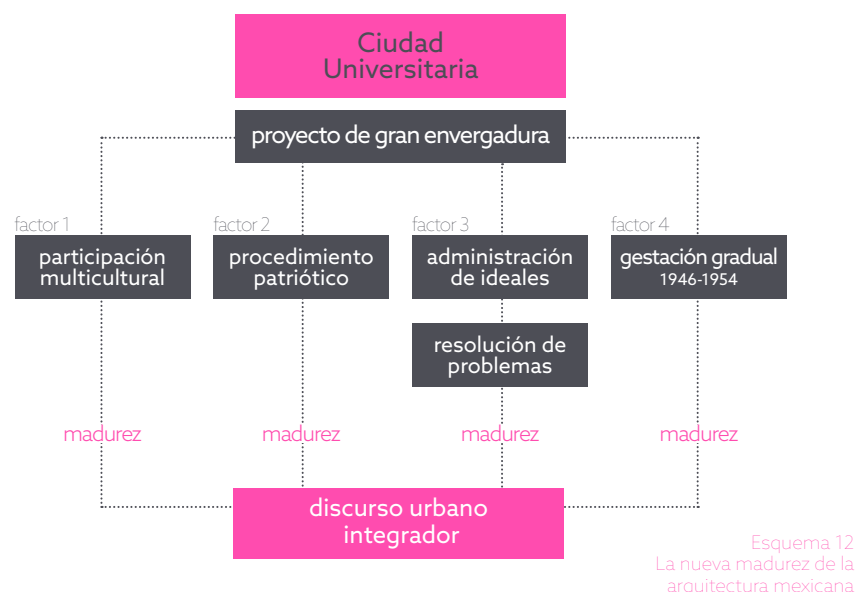 Ciudad
Universitaria
proyecto de gran envergadura
factor 1
participación
multicultural
factor 2
procedimiento
patriótico
factor 3
administración
de ideales
factor 4
gestación gradual
1946-1954
resolución de
problemas
madurez
madurez
madurez
madurez
discurso urbano
integrador
Esquema 12
La nueva madurez de la
arquitectura mexicana